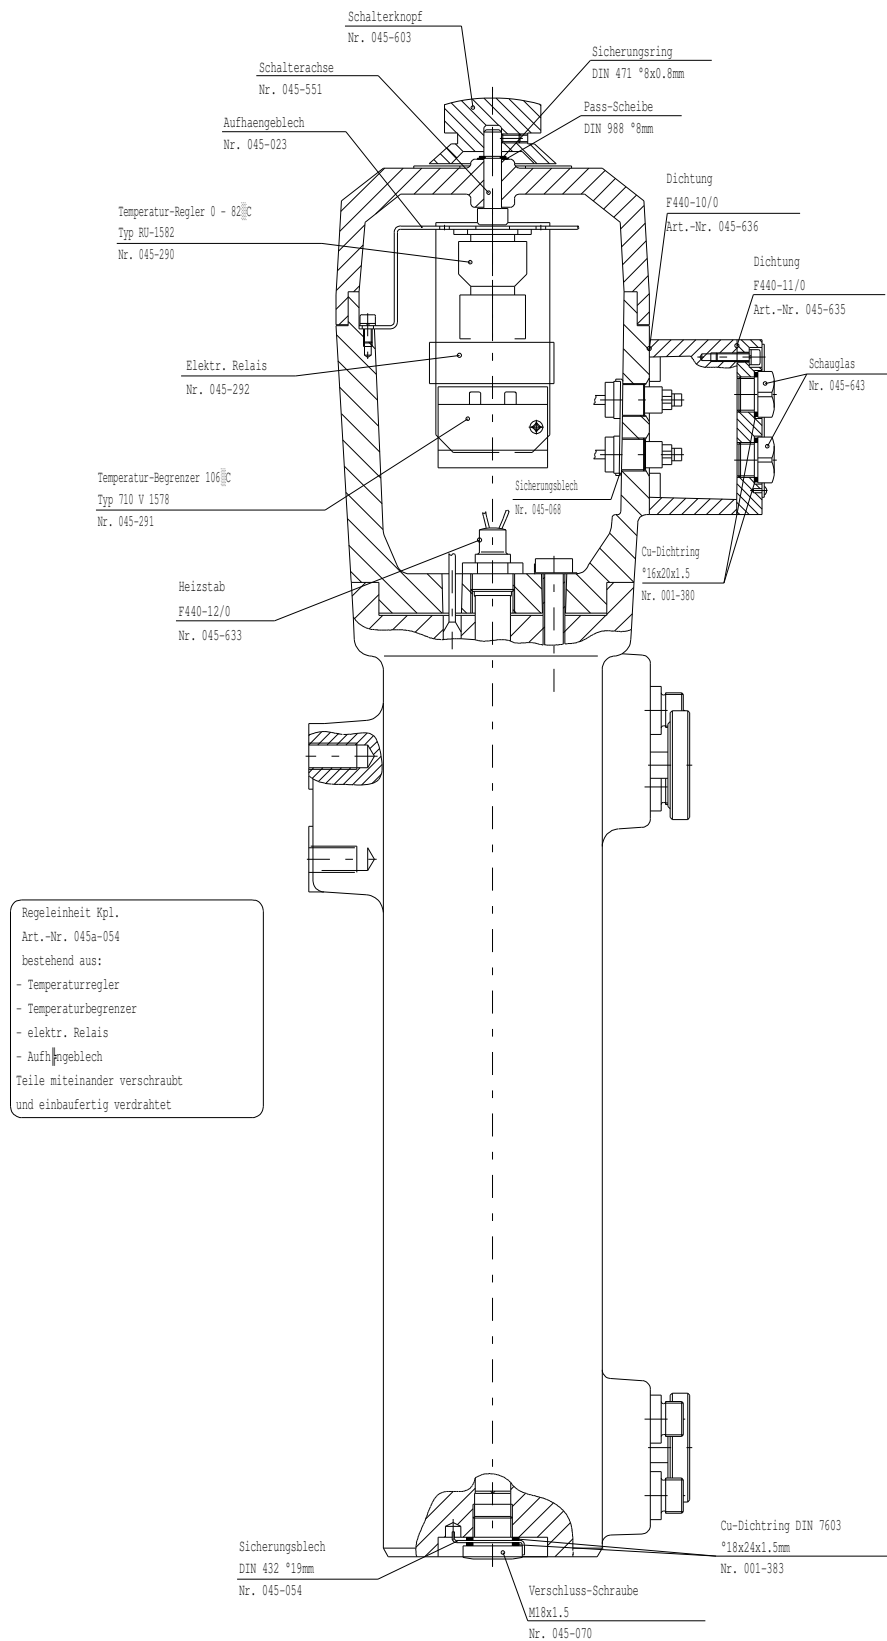 Schalterknopf
Nr. 045-603
Sicherungsring
DIN 471 °8x0.8mm
Schalterachse
Nr. 045-551
Pass-Scheibe
DIN 988 °8mm
Aufhaengeblech
Nr. 045-023
Dichtung
F440-10/0
Art.-Nr. 045-636
Temperatur-Regler 0 - 82░C
Typ RU-1582
Nr. 045-290
Dichtung
F440-11/0
Art.-Nr. 045-635
Elektr. Relais
Nr. 045-292
Schauglas
Nr. 045-643
Temperatur-Begrenzer 106░C
Typ 710 V 1578
Nr. 045-291
Sicherungsblech
Nr. 045-068
Cu-Dichtring
°16x20x1.5
Nr. 001-380
Heizstab
F440-12/0
Nr. 045-633
Regeleinheit Kpl.
Art.-Nr. 045a-054
bestehend aus:
- Temperaturregler
- Temperaturbegrenzer
- elektr. Relais
- Aufh╠ngeblech
Teile miteinander verschraubt
und einbaufertig verdrahtet
Sicherungsblech
DIN 432 °19mm
Nr. 045-054
Cu-Dichtring DIN 7603
°18x24x1.5mm
Nr. 001-383
Verschluss-Schraube
M18x1.5
Nr. 045-070